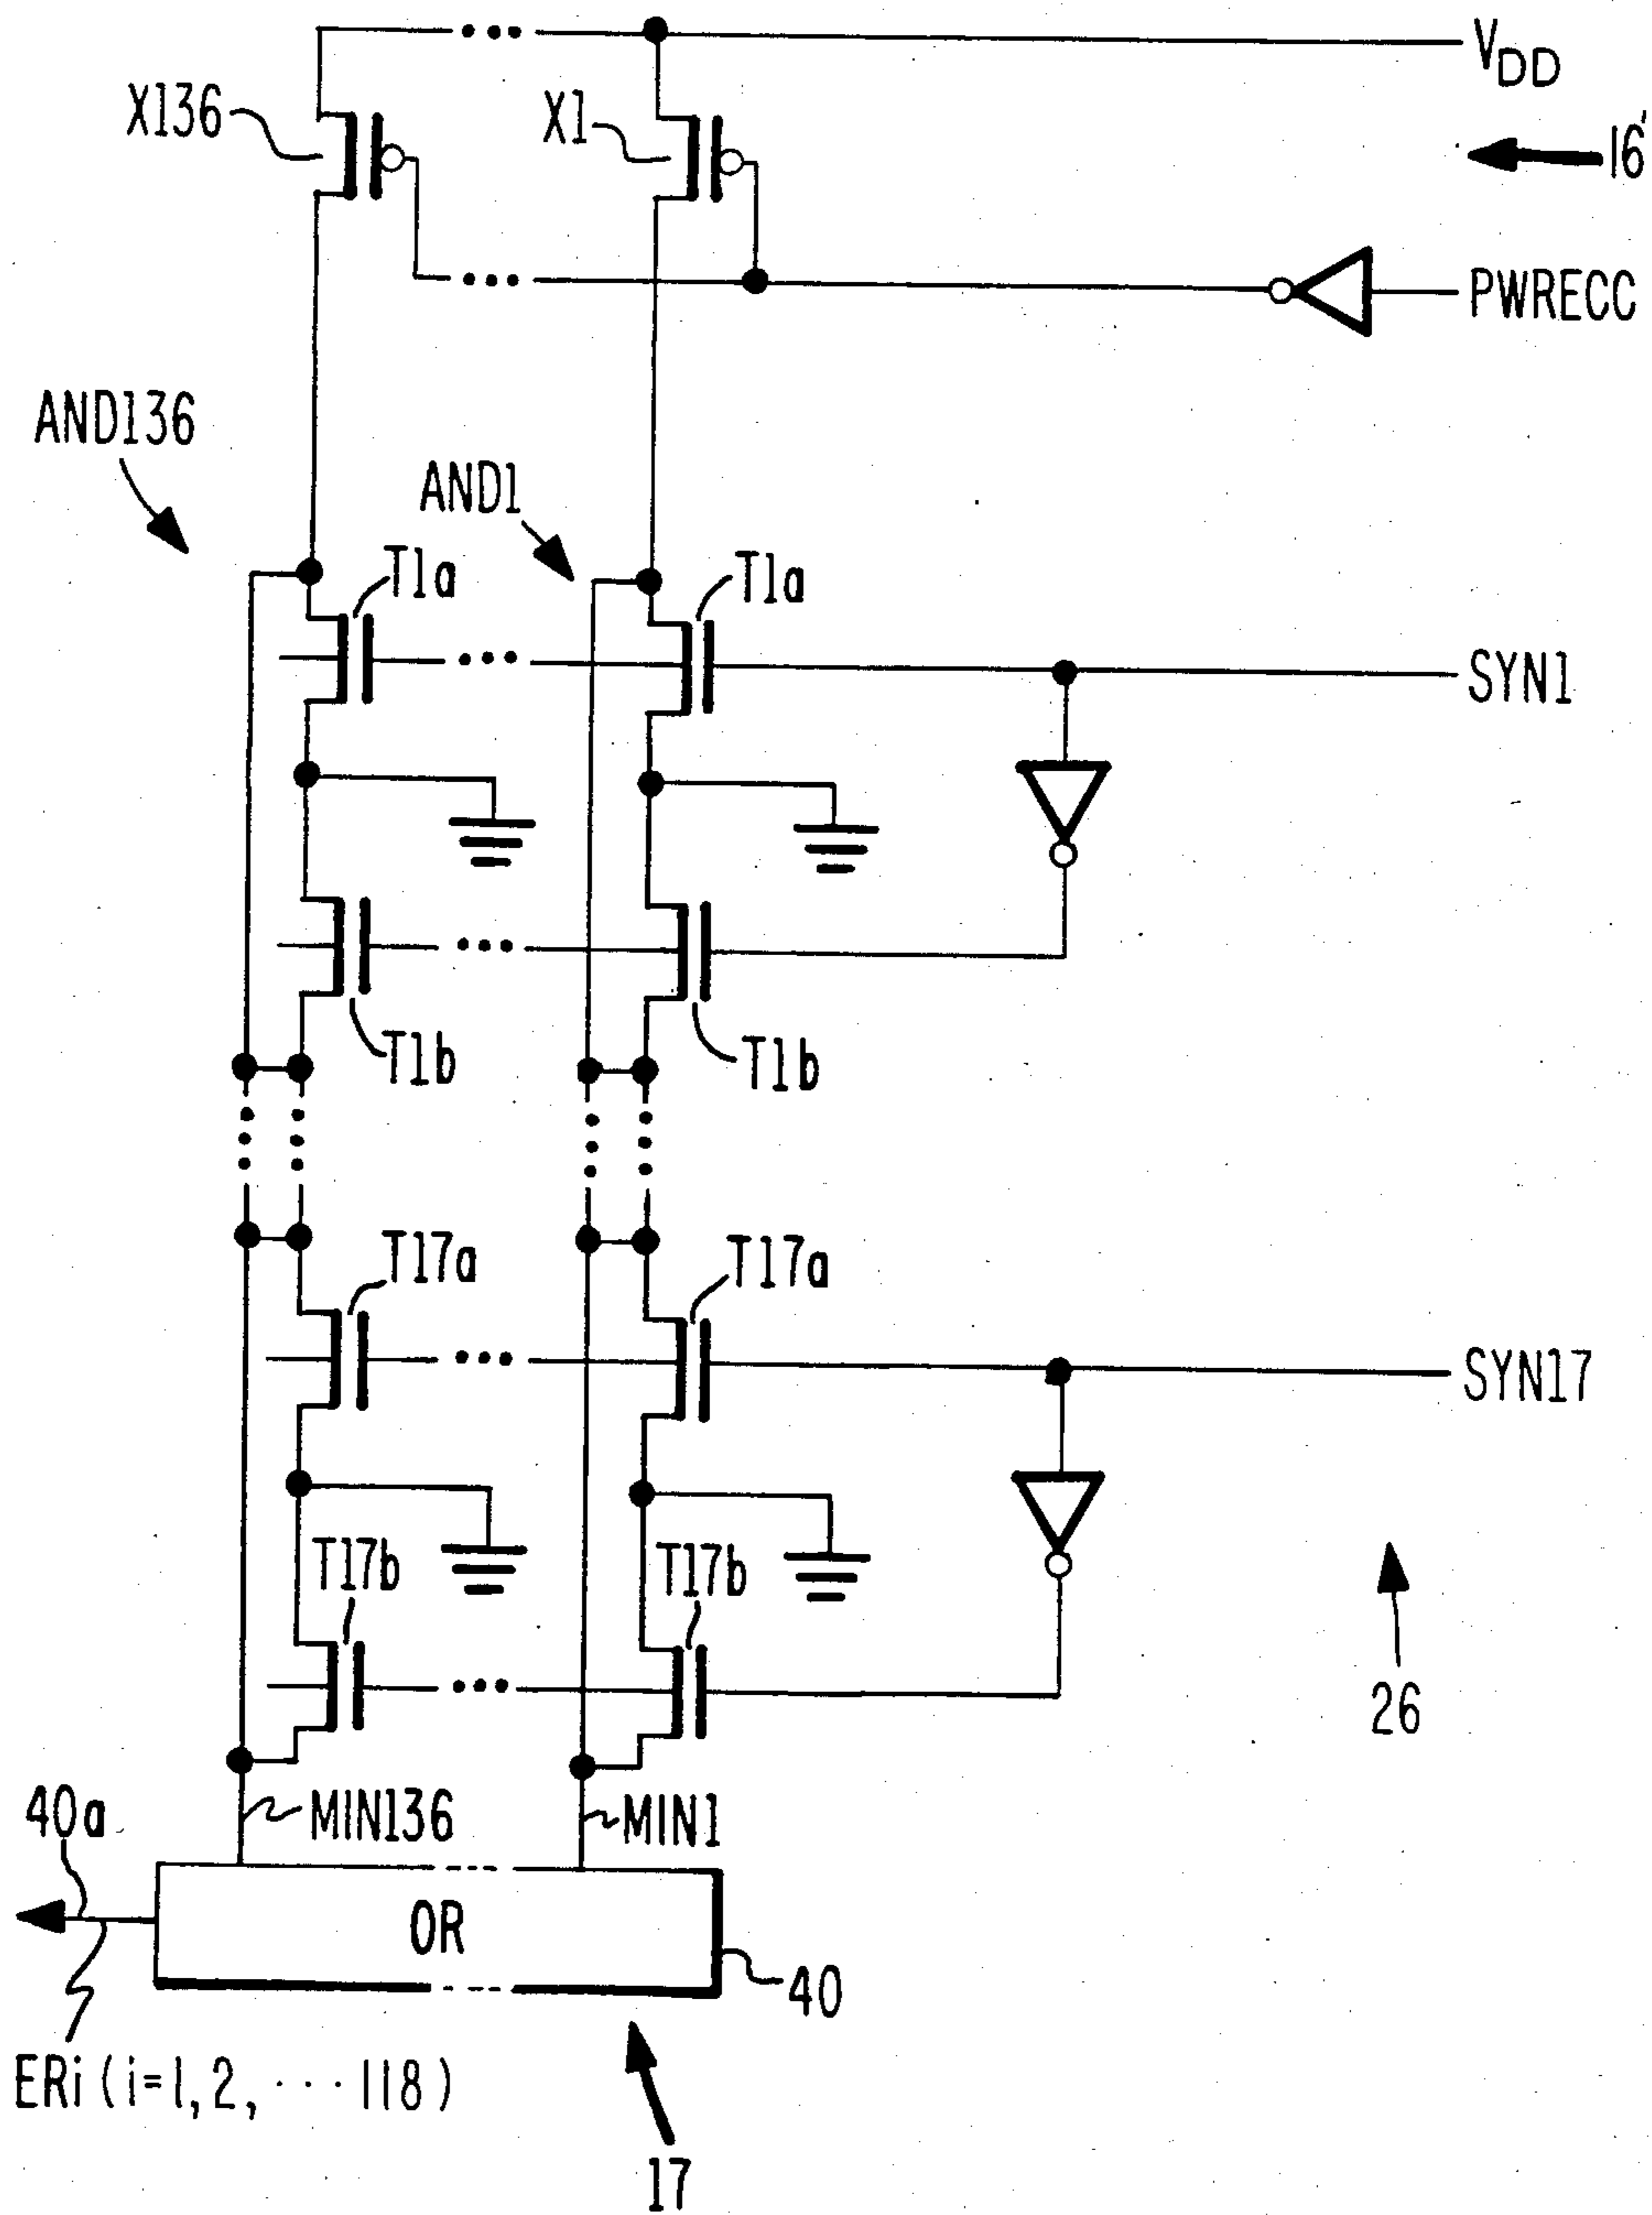 V_DD
X136
X1
16'
PWRECC
AND136
AND1
T1a
T1a
SYN1
T1b
T1b
T17a
T17a
SYN17
T17b
T17b
26
40a
MIN136
MIN1
OR
40
ERi (i=1, 2, ··· 118)
17